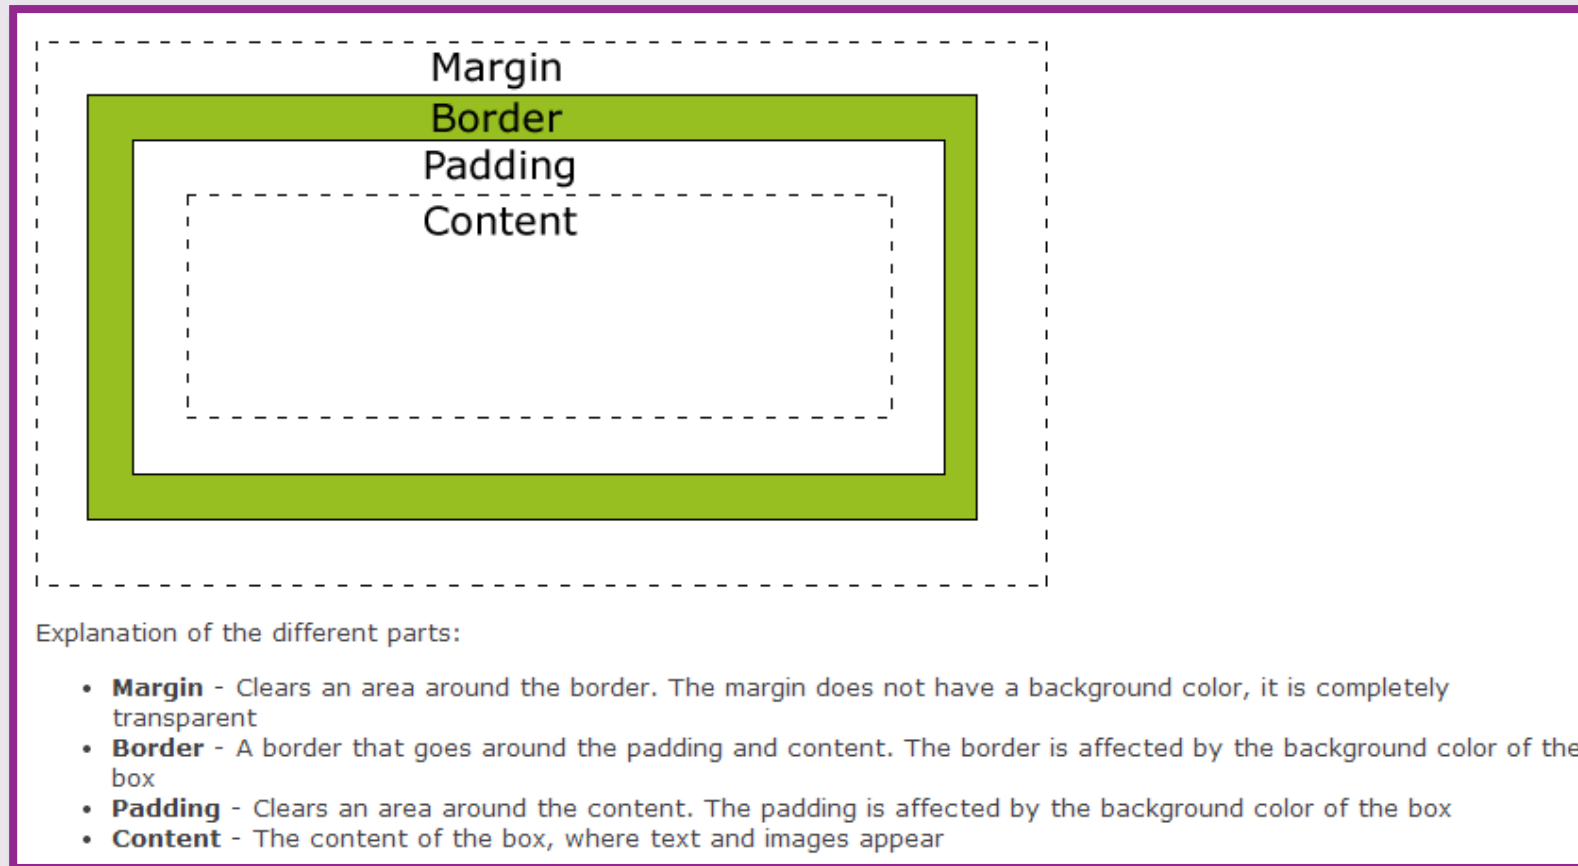 Margin
Border
Padding
Content
Explanation of the different parts:
• Margin - Clears an area around the border. The margin does not have a background color, it is completely
transparent
• Border - A border that goes around the padding and content. The border is affected by the background color of the
box
• Padding - Clears an area around the content. The padding is affected by the background color of the box
• Content - The content of the box, where text and images appear